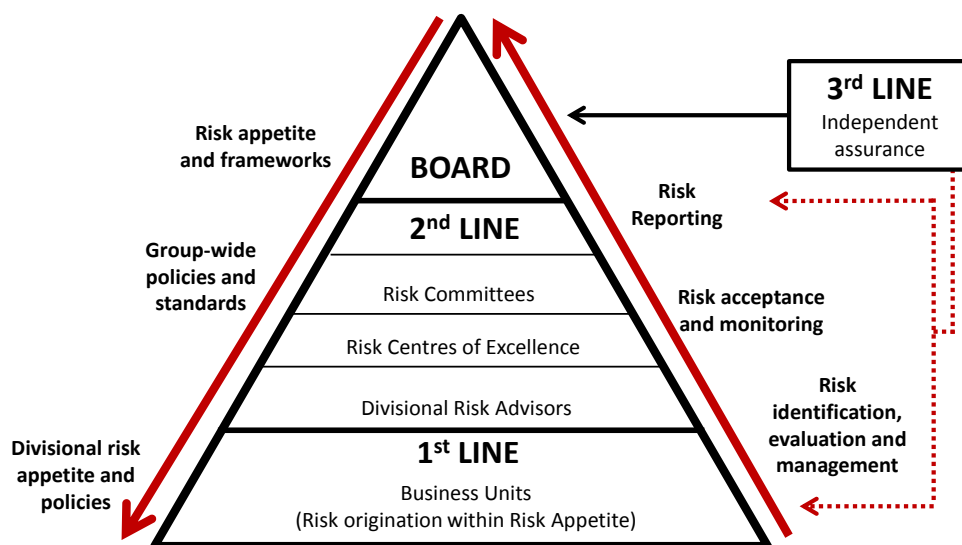 3rd LINE
Independent
assurance
Risk appetite
and frameworks
BOARD
Risk
Reporting
2nd LINE
Group-wide
policies and
standards
Risk Committees
Risk acceptance
and monitoring
Risk Centres of Excellence
Divisional Risk Advisors
Risk
identification,
evaluation and
management
Divisional risk
appetite and
policies
1st LINE
Business Units
(Risk origination within Risk Appetite)